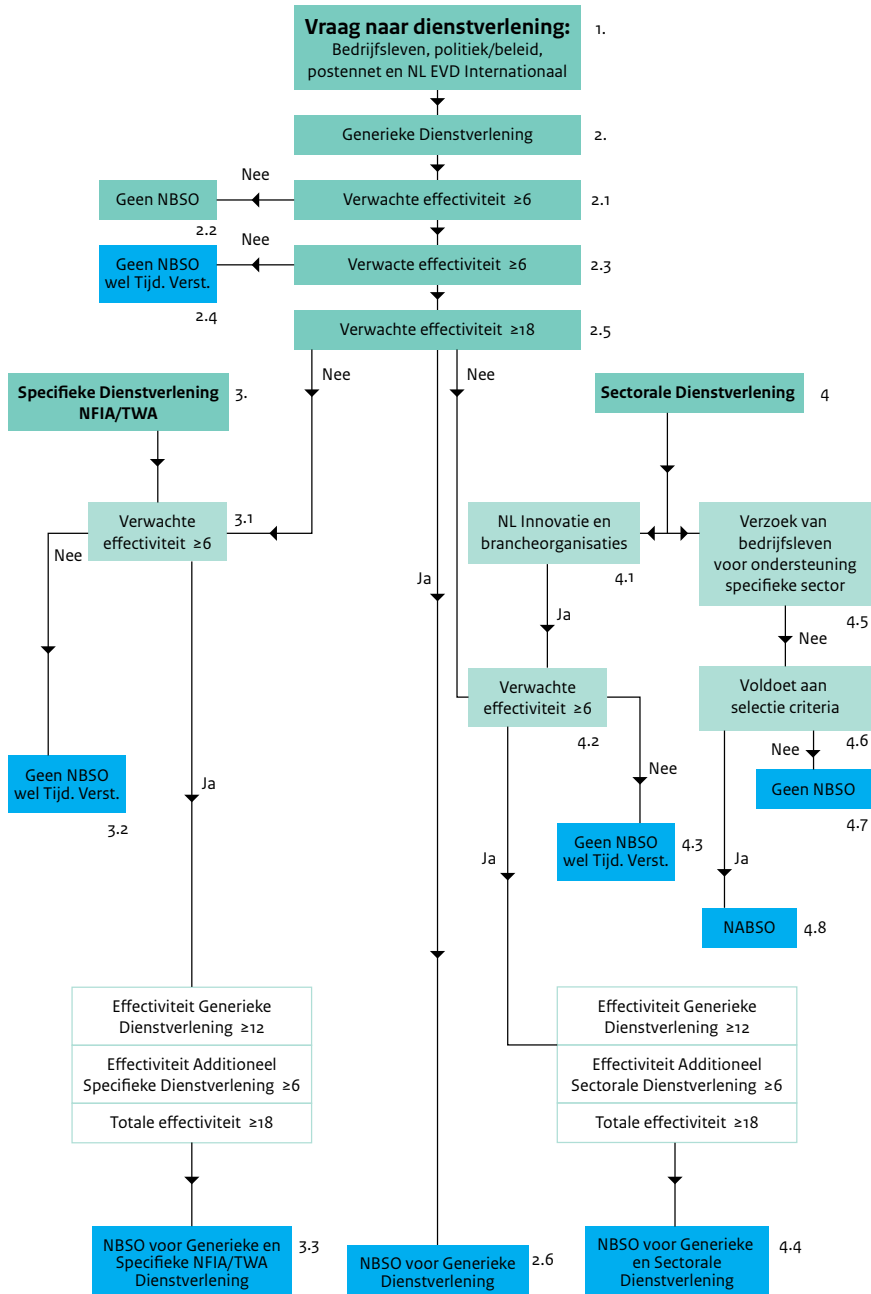 Vraag naar dienstverlening:
Bedrijfsleven, politiek/beleid,
postennet en NL EVD Internationaal
1.
Generieke Dienstverlening
2.
Nee
Geen NBSO
2.2
Verwachte effectiviteit ≥6
2.1
Nee
Geen NBSO
wel Tijd. Verst.
2.4
Verwacte effectiviteit ≥6
2.3
Verwachte effectiviteit ≥18
2.5
Nee
Nee
Specifieke Dienstverlening
NFIA/TWA
3.
Sectorale Dienstverlening
4
Verwachte
effectiviteit ≥6
3.1
Nee
NL Innovatie en
brancheorganisaties
4.1
Verzoek van
bedrijfsleven
voor ondersteuning
specifieke sector
4.5
Ja
Ja
Nee
Verwachte
effectiviteit ≥6
4.2
Voldoet aan
selectie criteria
4.6
Nee
Geen NBSO
4.7
Geen NBSO
wel Tijd. Verst.
3.2
Ja
Nee
Geen NBSO
wel Tijd. Verst.
4.3
Ja
Ja
NABSO
4.8
Effectiviteit Generieke
Dienstverlening ≥12
Effectiviteit Additioneel
Specifieke Dienstverlening ≥6
Totale effectiviteit ≥18
Effectiviteit Generieke
Dienstverlening ≥12
Effectiviteit Additioneel
Sectorale Dienstverlening ≥6
Totale effectiviteit ≥18
NBSO voor Generieke en
Specifieke NFIA/TWA
Dienstverlening
3.3
NBSO voor Generieke
Dienstverlening
2.6
NBSO voor Generieke
en Sectorale
Dienstverlening
4.4